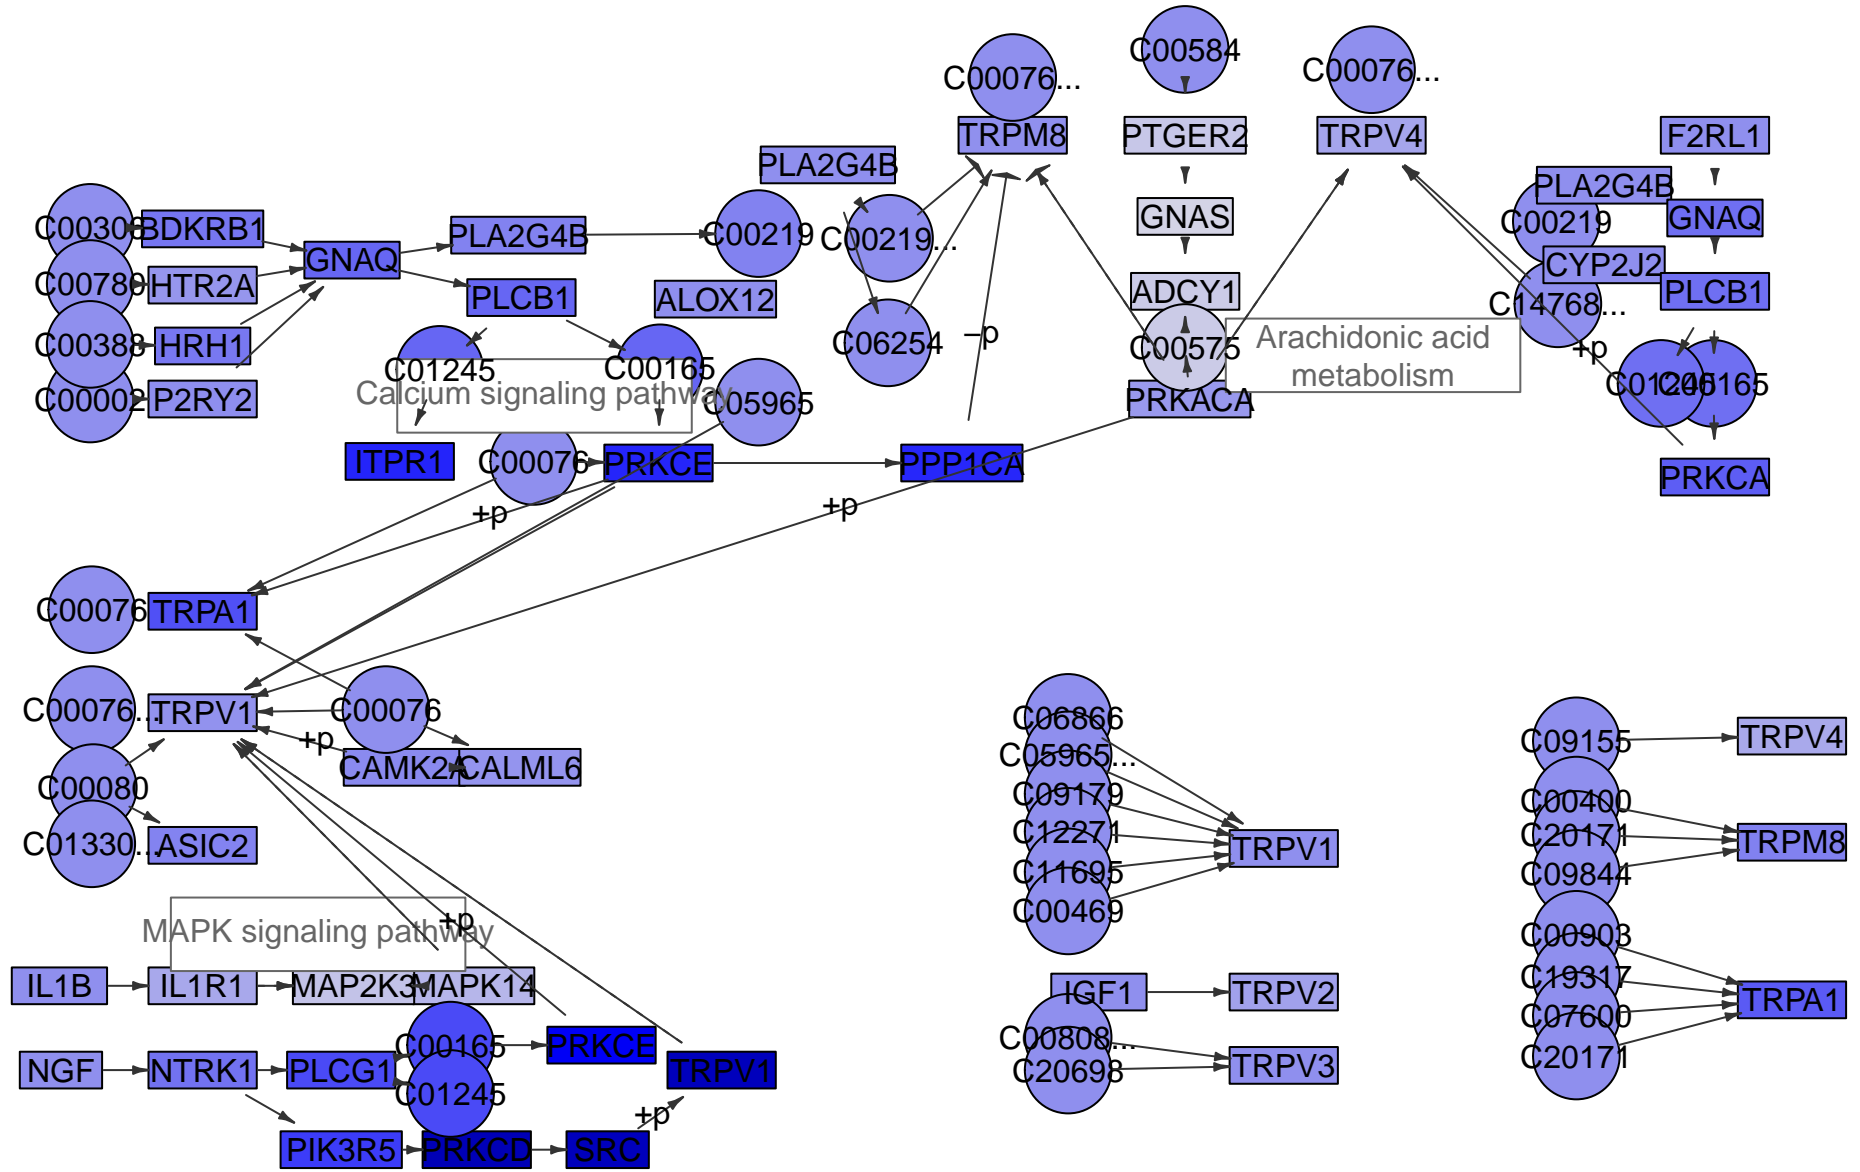 C00584
C00076...
C00076...
TRPM8
PTGER2
TRPV4
F2RL1
PLA2G4B
PLA2G4B
C00219
GNAS
GNAQ
BDKRB1
PLA2G4B
C00219
C00219...
GNAQ
CYP2J2
C00780
HTR2A
PLCB1
ALOX12
ADCY1
C14768...
PLCB1
C00388
HRH1
C06254
–p
C00575
Arachidonic acid
metabolism
+p
C01245
C00165
Calcium signaling pathway
C05965
C00002
P2RY2
PRKACA
C01245
C00165
ITPR1
C00076
PRKCE
PPP1CA
PRKCA
+p
+p
C00076
TRPA1
C00076...
TRPV1
C00076
+p
CAMK2A
CALML6
C00080
C01330...
ASIC2
C06866
C05965...
C09179
C12271
C11695
C00469
TRPV1
C09155
TRPV4
C00400
C20171
C09844
TRPM8
C00903
C19317
C07600
C20171
TRPA1
MAPK signaling pathway
+p
IL1B
IL1R1
MAP2K3
MAPK14
IGF1
TRPV2
C00808...
C20698
TRPV3
C00165
PRKCE
NGF
NTRK1
PLCG1
C01245
TRPV1
+p
PIK3R5
PRKCD
SRC